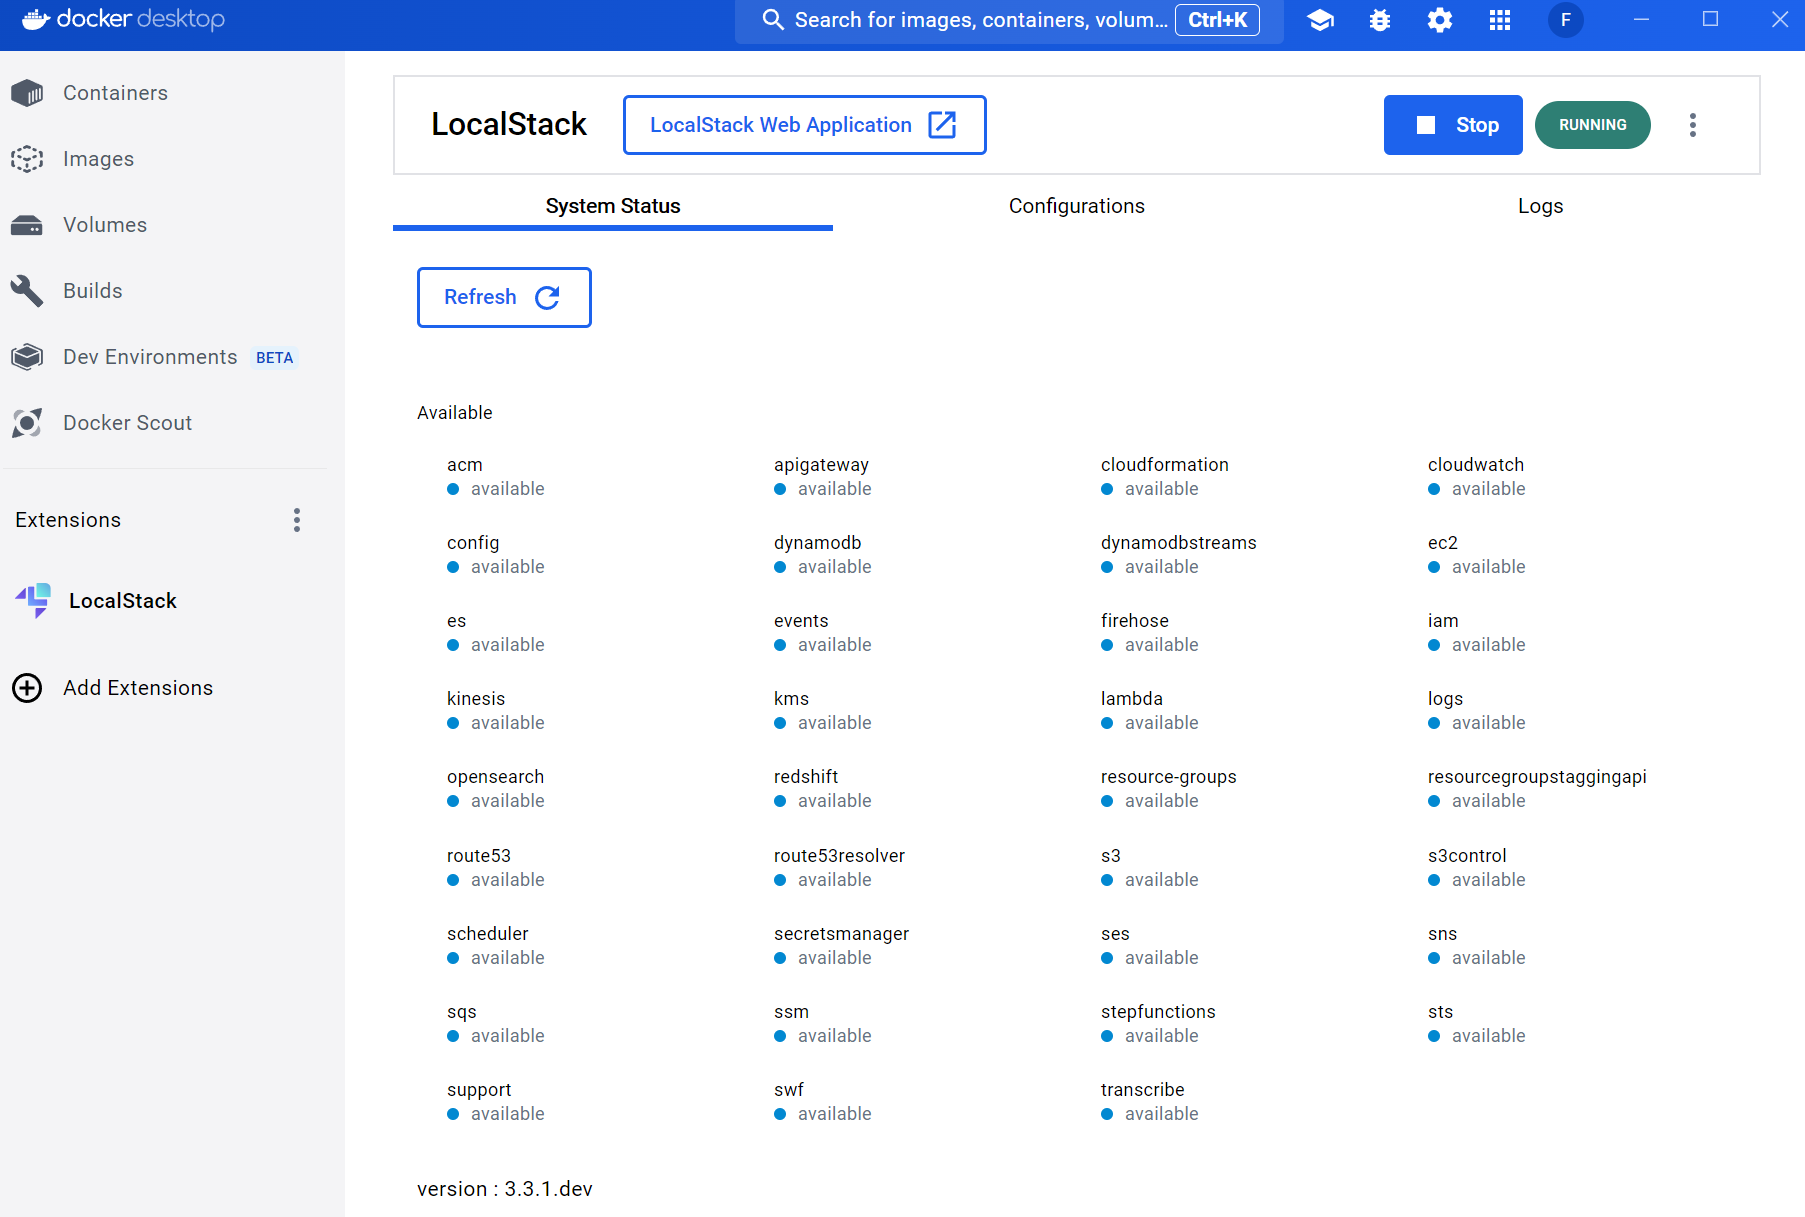 docker desktop
Search for images, containers, volum... Ctrl+K
F
Containers
Images
Volumes
Builds
Dev Environments BETA
Docker Scout
Extensions
LocalStack
Add Extensions
LocalStack LocalStack Web Application Stop RUNNING
System Status Configurations Logs
Refresh
Available
acm apigateway cloudformation cloudwatch
available available available available
config dynamodb dynamodbstreams ec2
available available available available
es events firehose iam
available available available available
kinesis kms lambda logs
available available available available
opensearch redshift resource-groups resourcegroupstaggingapi
available available available available
route53 route53resolver s3 s3control
available available available available
scheduler secretsmanager ses sns
available available available available
sqs ssm stepfunctions sts
available available available available
support swf transcribe
available available available
version : 3.3.1.dev